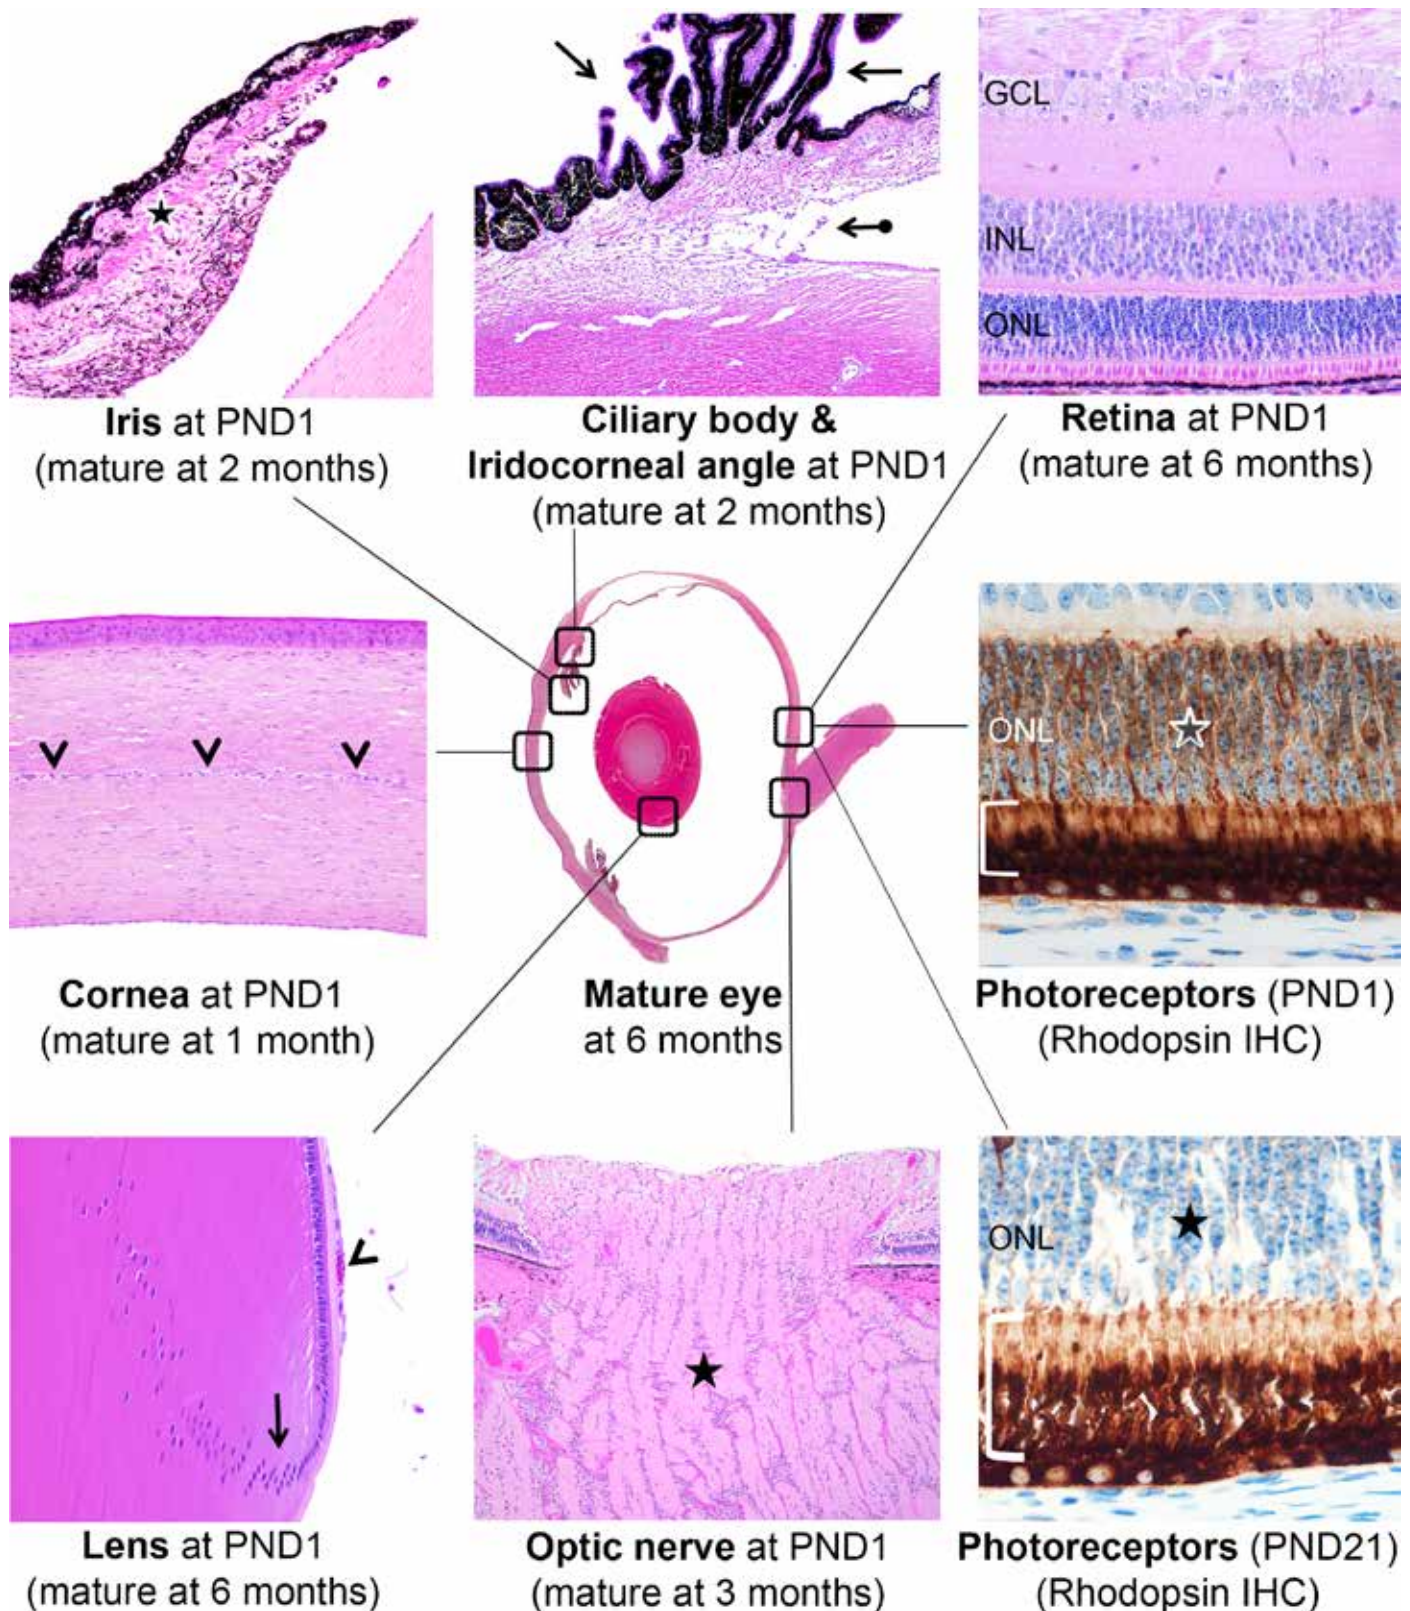 GCL
INL
ONL
Iris at PND1
(mature at 2 months)
Ciliary body &
Iridocorneal angle at PND1
(mature at 2 months)
Retina at PND1
(mature at 6 months)
ONL
Cornea at PND1
(mature at 1 month)
Mature eye
at 6 months
Photoreceptors (PND1)
(Rhodopsin IHC)
ONL
Lens at PND1
(mature at 6 months)
Optic nerve at PND1
(mature at 3 months)
Photoreceptors (PND21)
(Rhodopsin IHC)